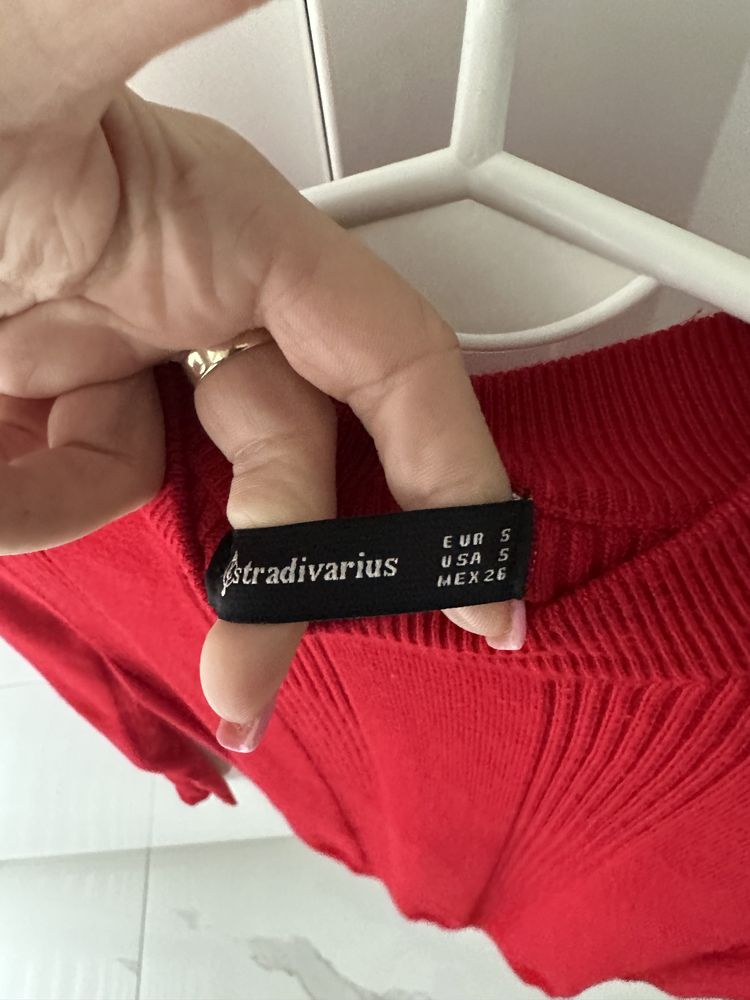 stradivarius
EUR S
USA S
MEX 26